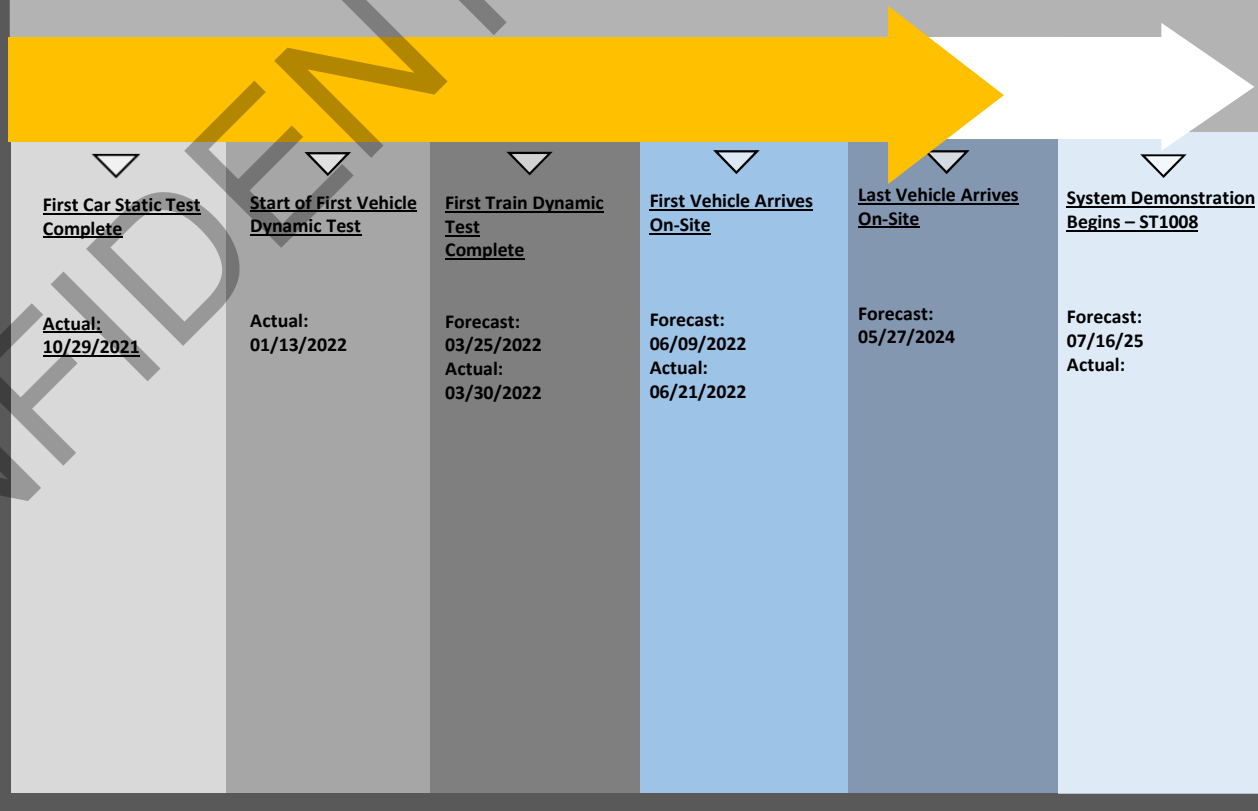 First Car Static Test
Complete
Actual:
10/29/2021
Start of First Vehicle
Dynamic Test
Actual:
01/13/2022
First Train Dynamic
Test
Complete
Forecast:
03/25/2022
Actual:
03/30/2022
First Vehicle Arrives
On-Site
Forecast:
06/09/2022
Actual:
06/21/2022
Last Vehicle Arrives
On-Site
Forecast:
05/27/2024
System Demonstration
Begins – ST1008
Forecast:
07/16/25
Actual: